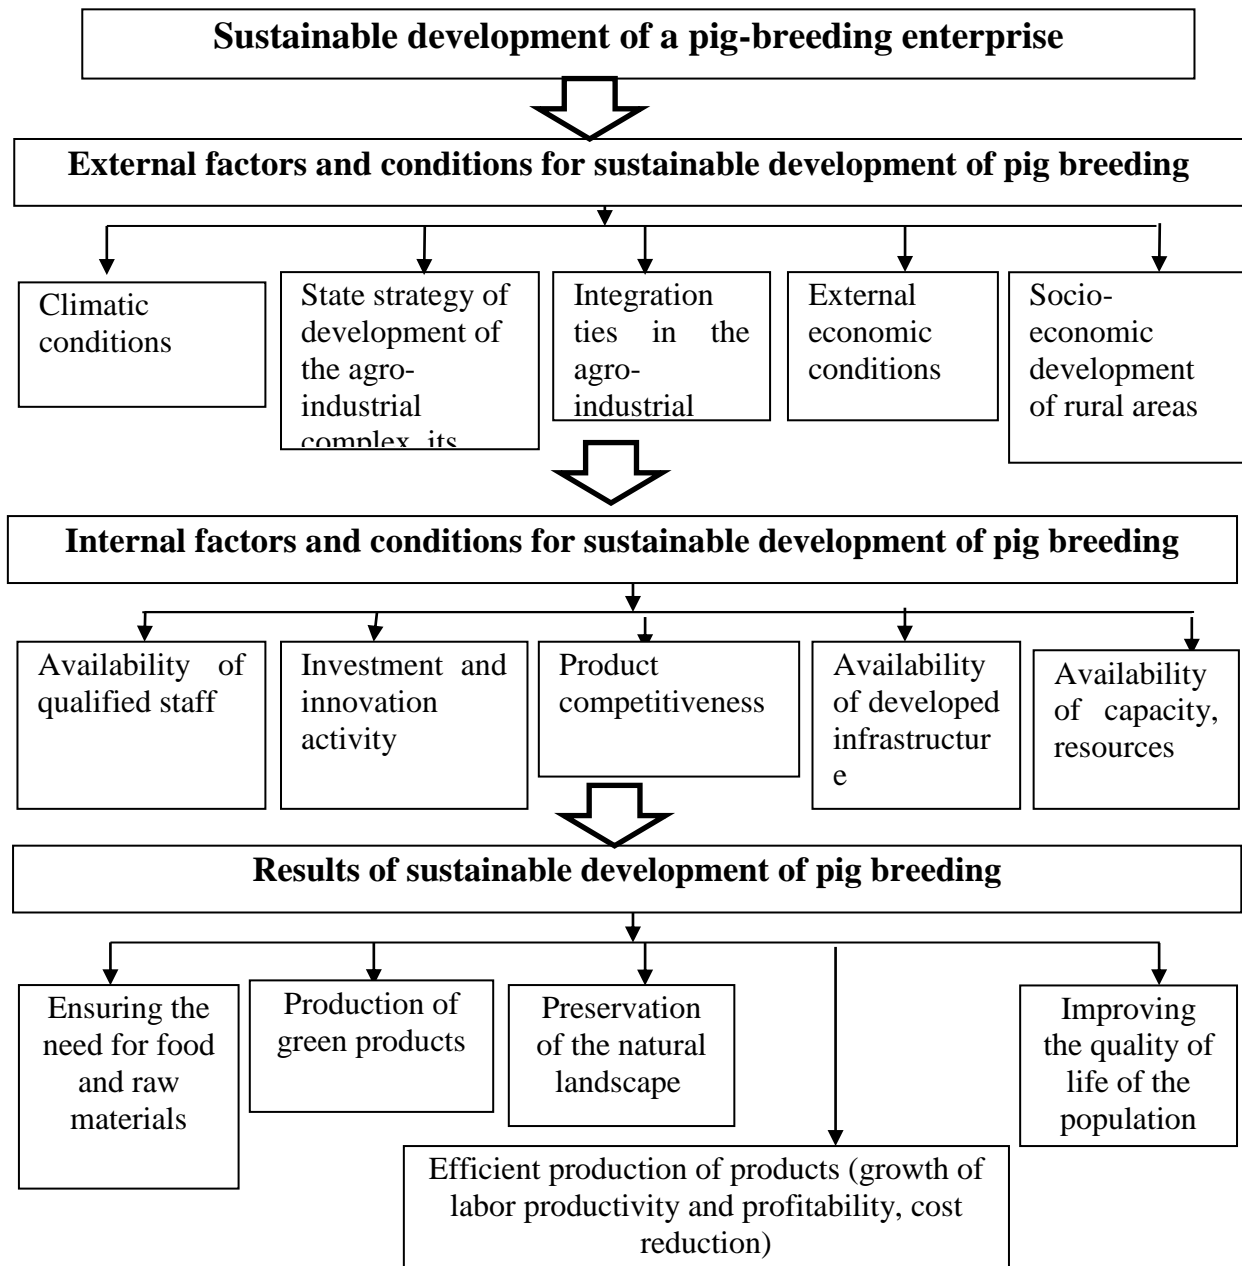 Sustainable development of a pig-breeding enterprise
External factors and conditions for sustainable development of pig breeding
Climatic
conditions
State strategy of
development of
the agro-
industrial
complex, its
Integration
ties in the
agro-
industrial
External
economic
conditions
Socio-
economic
development
of rural areas
Internal factors and conditions for sustainable development of pig breeding
Availability of
qualified staff
Investment and
innovation
activity
Product
competitiveness
Availability
of developed
infrastructur
e
Availability
of capacity,
resources
Results of sustainable development of pig breeding
Ensuring the
need for food
and raw
materials
Production of
green products
Preservation
of the natural
landscape
Efficient production of products (growth of
labor productivity and profitability, cost
reduction)
Improving
the quality of
life of the
population